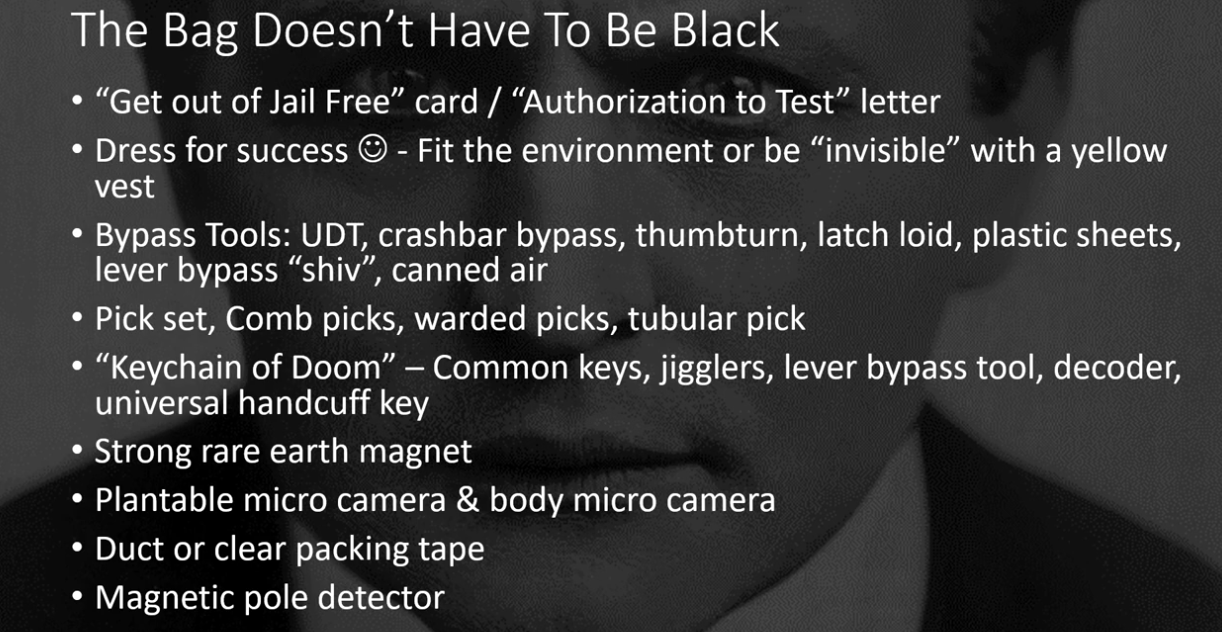 The Bag Doesn’t Have To Be Black
• “Get out of Jail Free” card / “Authorization to Test” letter
• Dress for success ☺ - Fit the environment or be “invisible” with a yellow
vest
• Bypass Tools: UDT, crashbar bypass, thumbturn, latch loid, plastic sheets,
lever bypass “shiv”, canned air
• Pick set, Comb picks, warded picks, tubular pick
• “Keychain of Doom” – Common keys, jigglers, lever bypass tool, decoder,
universal handcuff key
• Strong rare earth magnet
• Plantable micro camera & body micro camera
• Duct or clear packing tape
• Magnetic pole detector